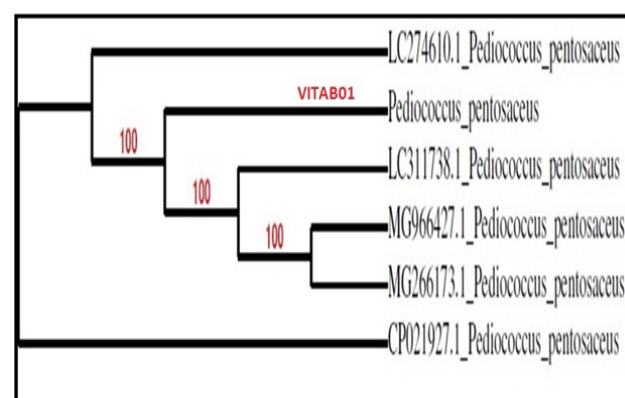 LC274610.1_Pediococcus_pentosaceus
VITAB01
Pediococcus_pentosaceus
100
LC311738.1_Pediococcus_pentosaceus
100
MG966427.1_Pediococcus_pentosaceus
100
MG266173.1_Pediococcus_pentosaceus
CP021927.1_Pediococcus_pentosaceus